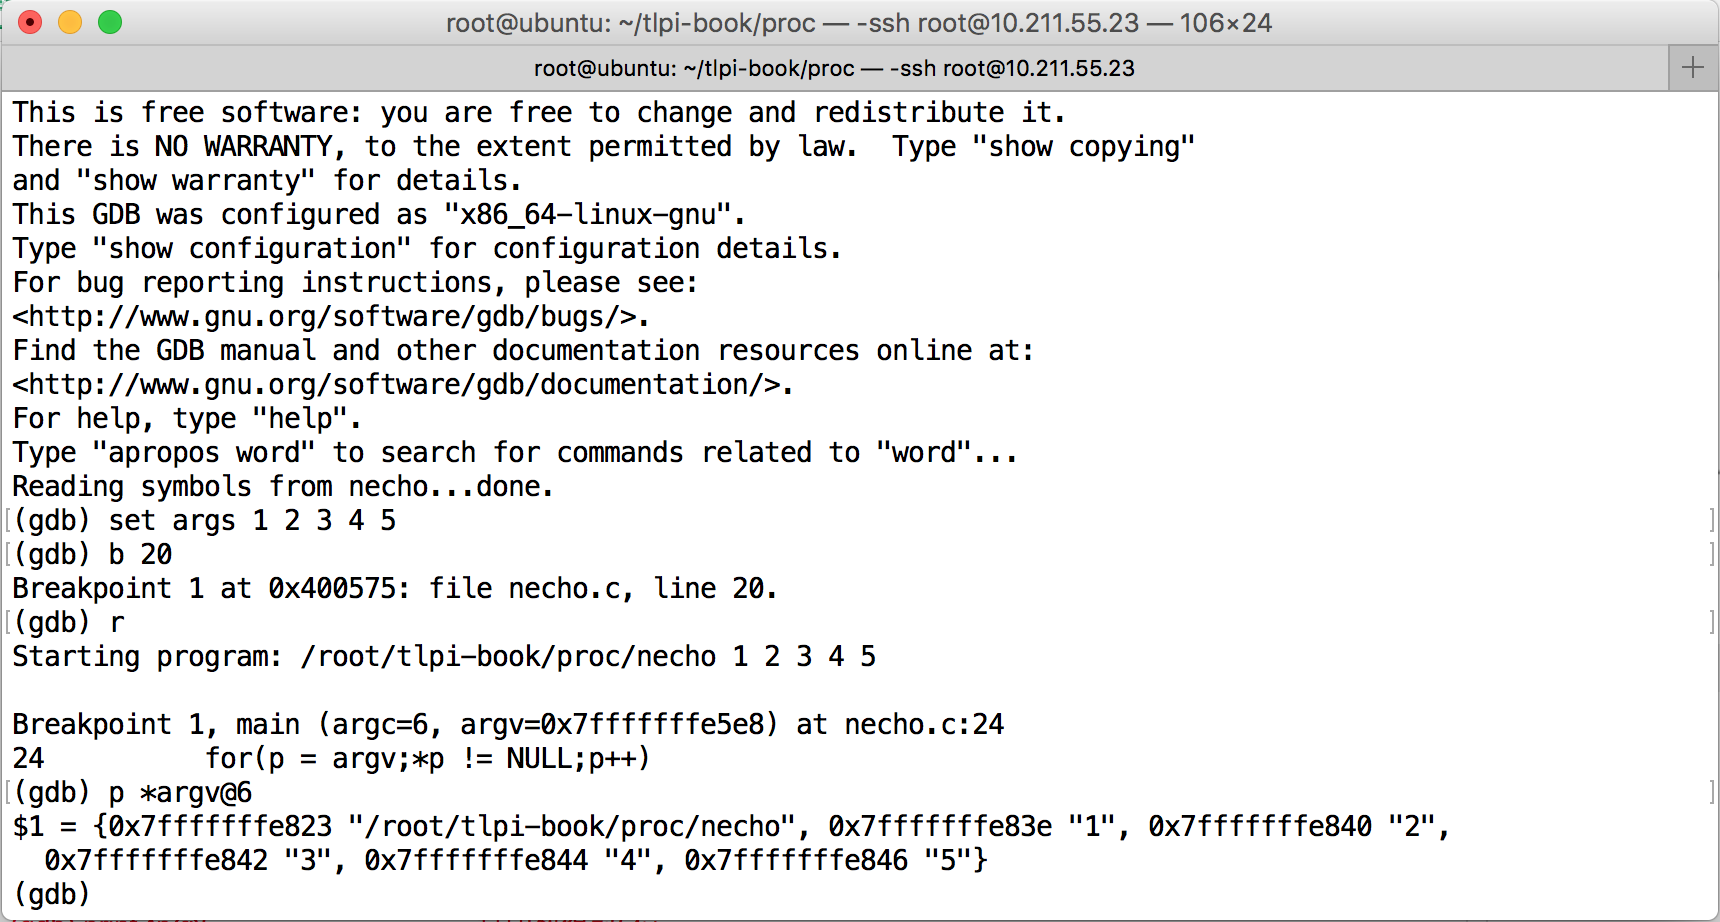 root@ubuntu: ~/tlpi-book/proc — -ssh root@10.211.55.23 — 106×24
root@ubuntu: ~/tlpi-book/proc — -ssh root@10.211.55.23
This is free software: you are free to change and redistribute it.
There is NO WARRANTY, to the extent permitted by law.  Type "show copying"
and "show warranty" for details.
This GDB was configured as "x86_64-linux-gnu".
Type "show configuration" for configuration details.
For bug reporting instructions, please see:
<http://www.gnu.org/software/gdb/bugs/>.
Find the GDB manual and other documentation resources online at:
<http://www.gnu.org/software/gdb/documentation/>.
For help, type "help".
Type "apropos word" to search for commands related to "word"...
Reading symbols from necho...done.
(gdb) set args 1 2 3 4 5
(gdb) b 20
Breakpoint 1 at 0x400575: file necho.c, line 20.
(gdb) r
Starting program: /root/tlpi-book/proc/necho 1 2 3 4 5
Breakpoint 1, main (argc=6, argv=0x7fffffffe5e8) at necho.c:24
24          for(p = argv;*p != NULL;p++)
(gdb) p *argv@6
$1 = {0x7fffffffe823 "/root/tlpi-book/proc/necho", 0x7fffffffe83e "1", 0x7fffffffe840 "2",
  0x7fffffffe842 "3", 0x7fffffffe844 "4", 0x7fffffffe846 "5"}
(gdb)